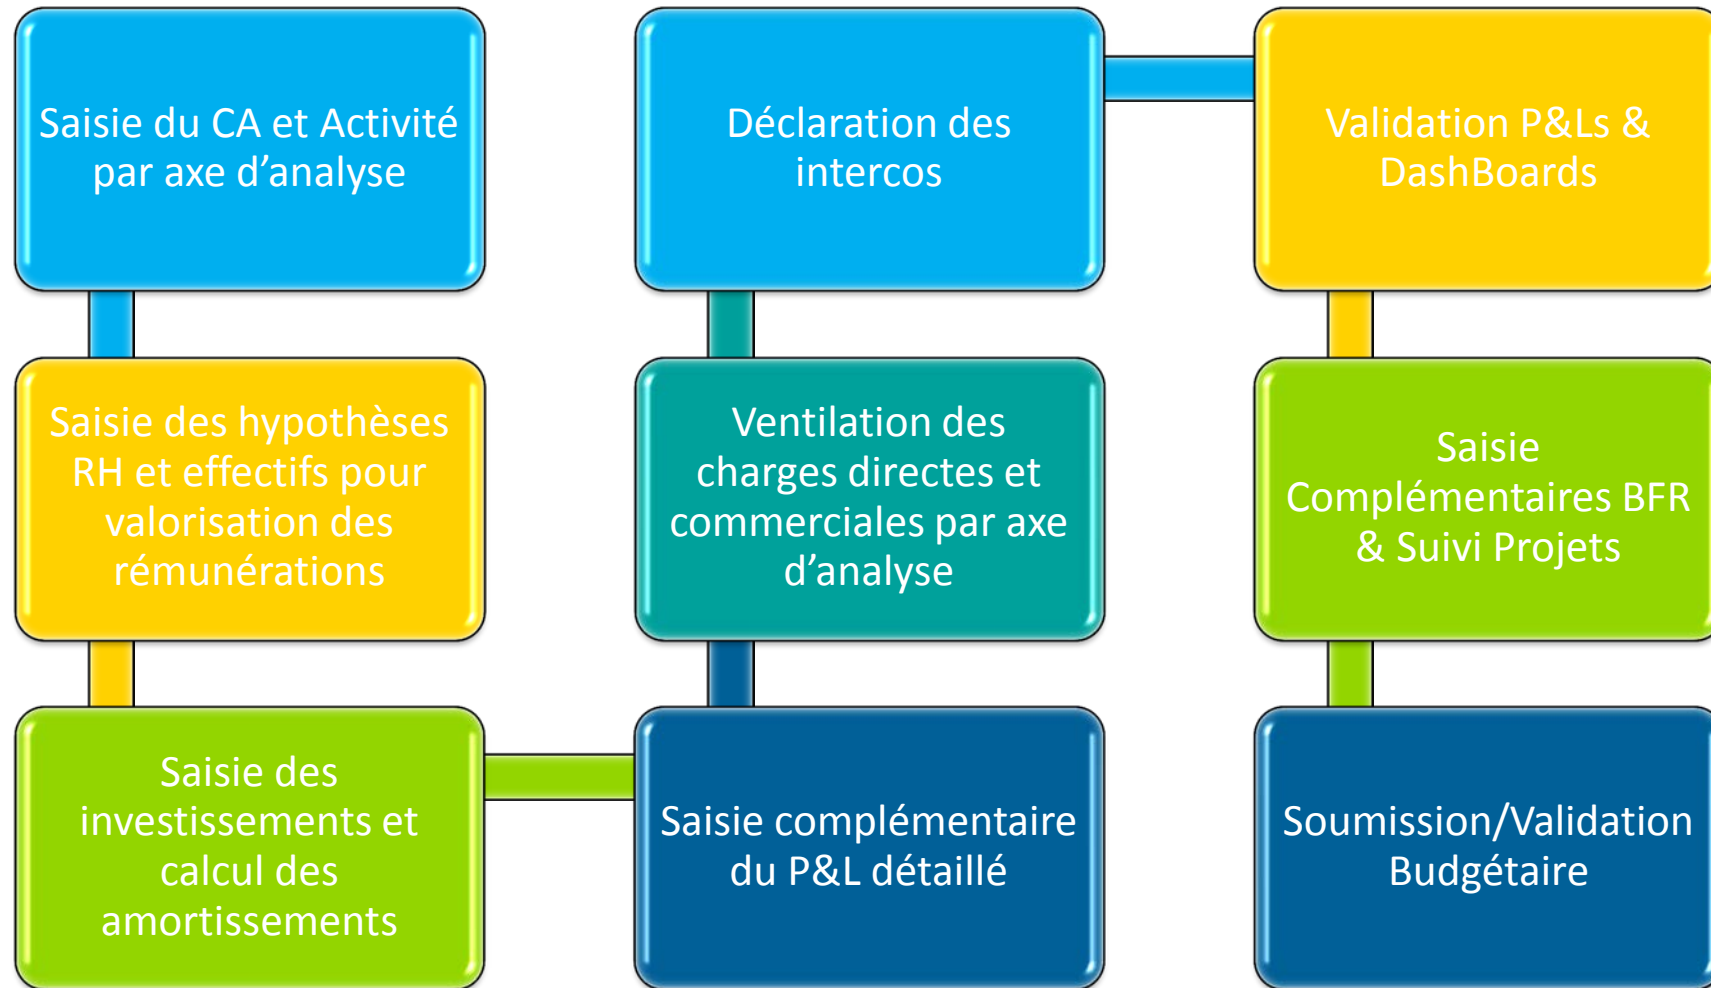 Saisie du CA et Activité
par axe d’analyse
Saisie des hypothèses
RH et effectifs pour
valorisation des
rémunérations
Saisie des
investissements et
calcul des
amortissements
Saisie complémentaire
du P&L détaillé
Ventilation des
charges directes et
commerciales par axe
d’analyse
Déclaration des
intercos
Validation P&Ls &
DashBoards
Saisie
Complémentaires BFR
& Suivi Projets
Soumission/Validation
Budgétaire